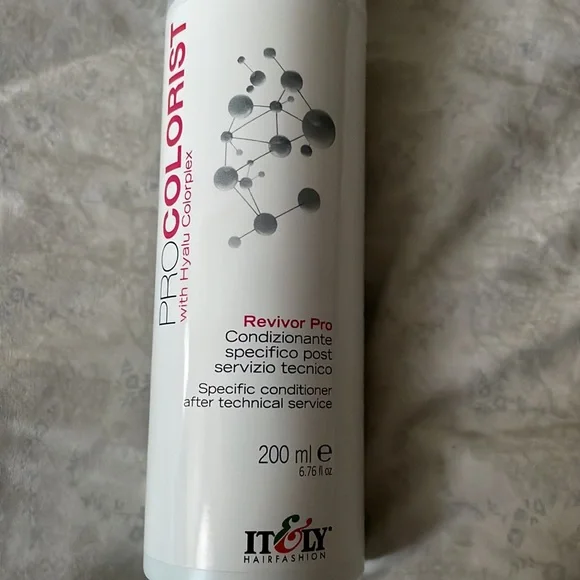 PROCOLORIST
with Hyalu Colorplex
Revivor Pro
Condizionante
specifico post
servizio tecnico
Specific conditioner
after technical service
200 ml e
6.76 fl oz
IT&LY®
HAIRFASHION